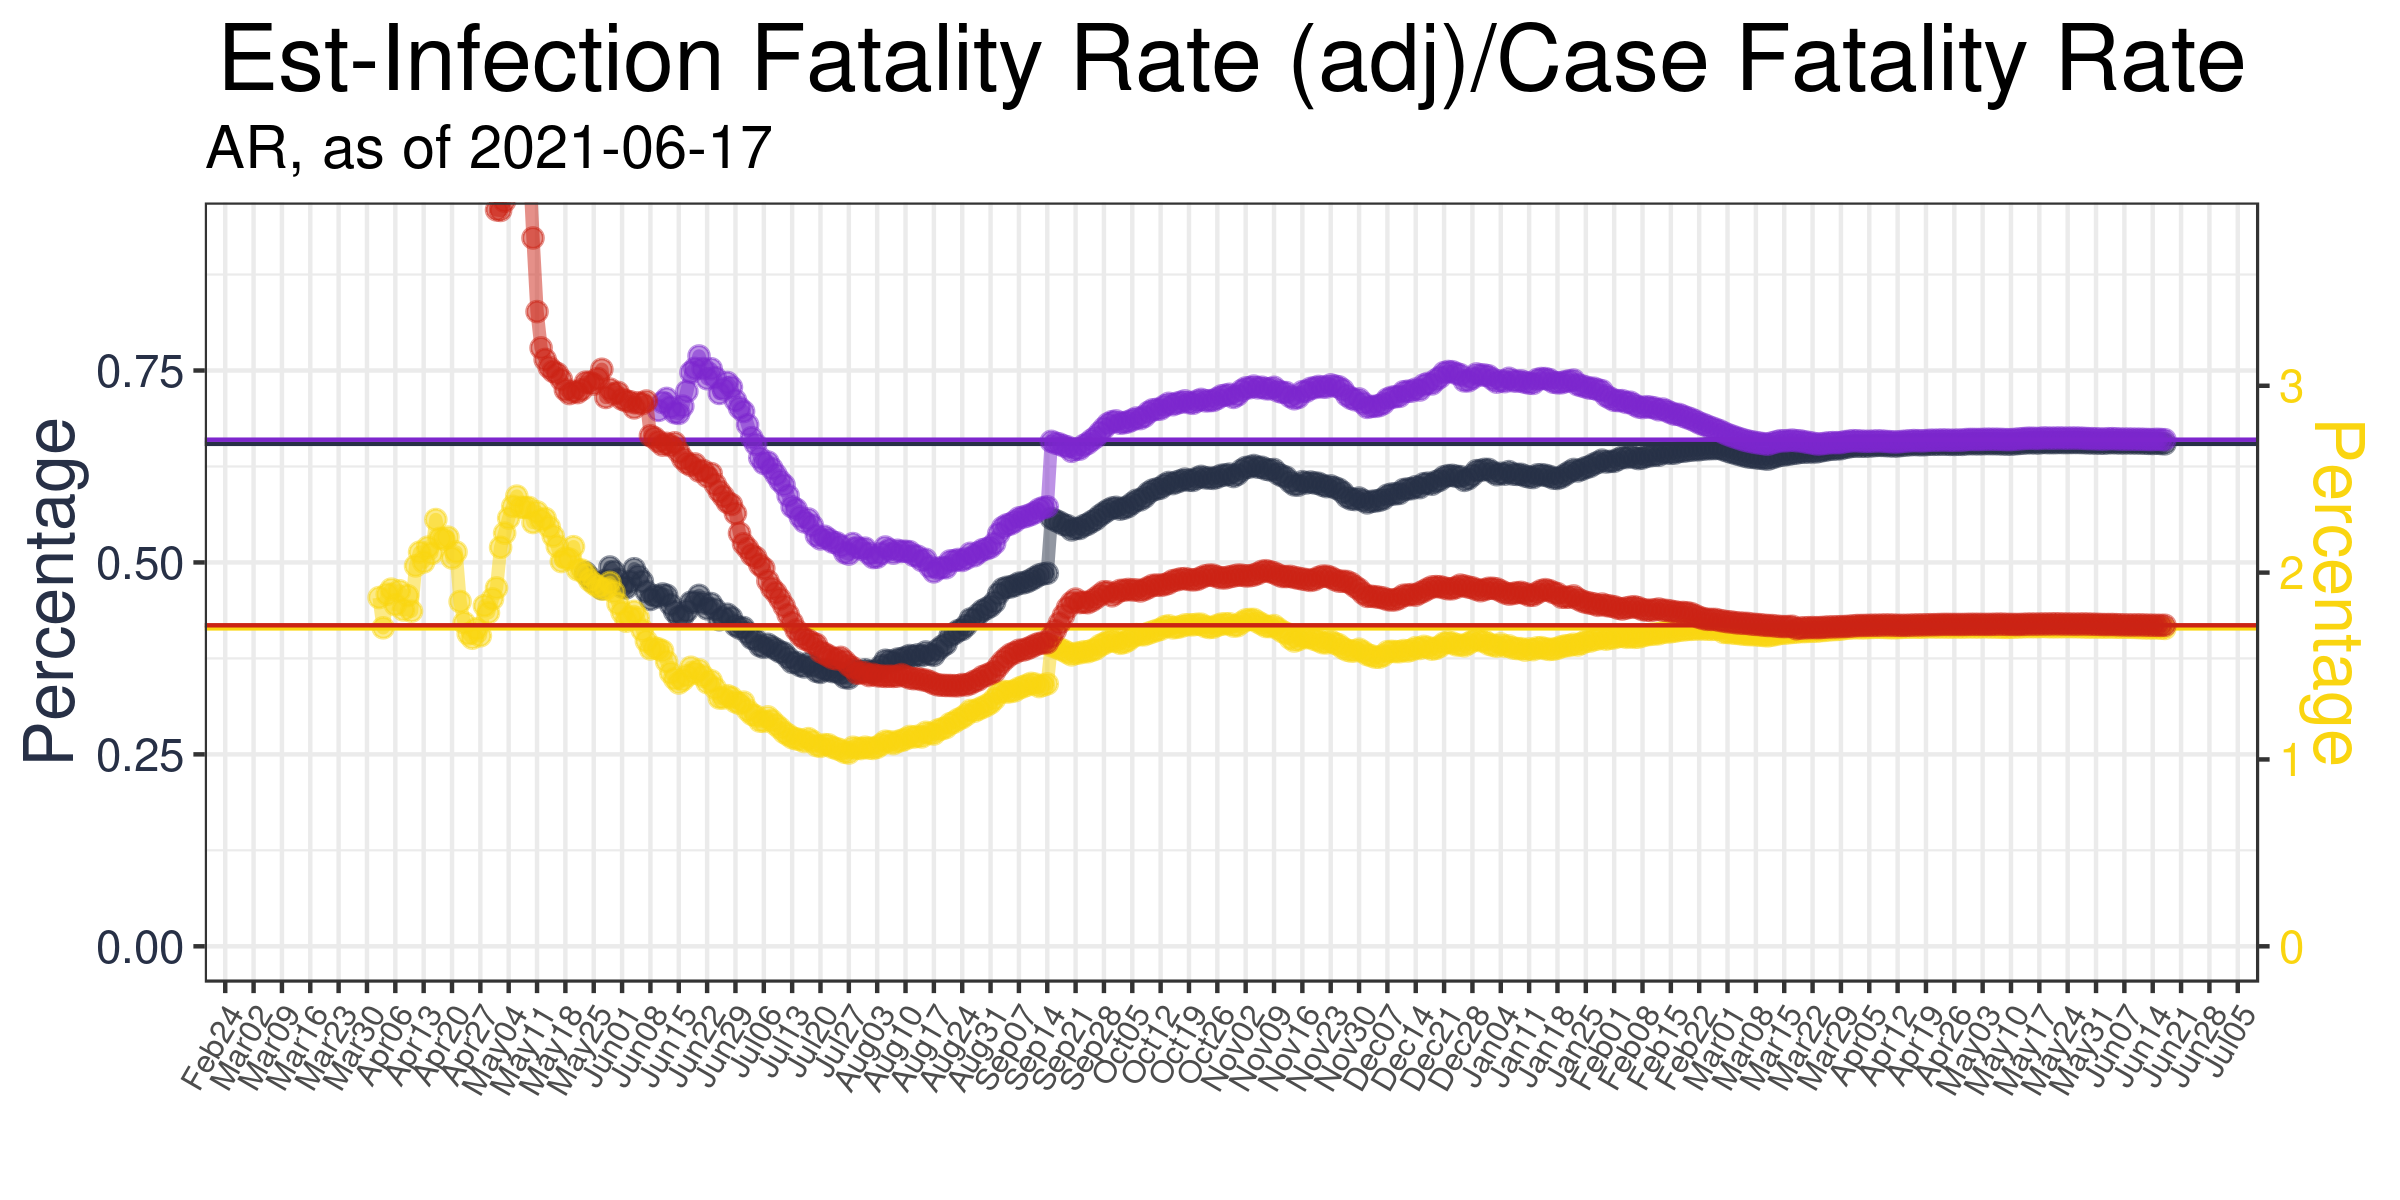 Est-Infection Fatality Rate (adj)/Case Fatality Rate
AR, as of 2021-06-17
Percentage
0.75
0.50
0.25
0.00
3
2
1
0
Percentage
Feb24
Mar02
Mar09
Mar16
Mar23
Mar30
Apr06
Apr13
Apr20
Apr27
May04
May11
May18
May25
Jun01
Jun08
Jun15
Jun22
Jun29
Jul06
Jul13
Jul20
Jul27
Aug03
Aug10
Aug17
Aug24
Aug31
Sep07
Sep14
Sep21
Sep28
Oct05
Oct12
Oct19
Oct26
Nov02
Nov09
Nov16
Nov23
Nov30
Dec07
Dec14
Dec21
Dec28
Jan04
Jan11
Jan18
Jan25
Feb01
Feb08
Feb15
Feb22
Mar01
Mar08
Mar15
Mar22
Mar29
Apr05
Apr12
Apr19
Apr26
May03
May10
May17
May24
May31
Jun07
Jun14
Jun21
Jun28
Jul05